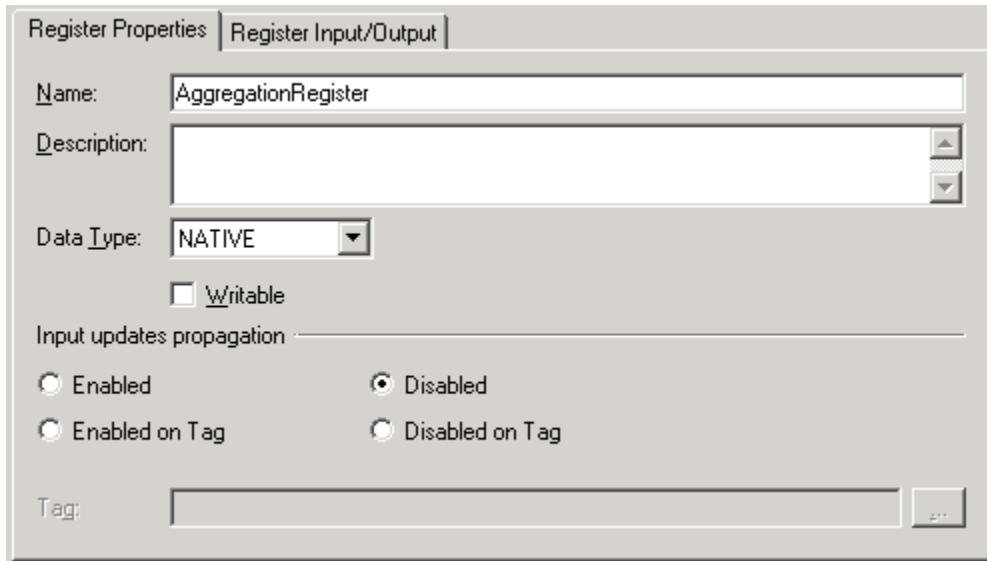 Register Properties Register Input/Output
Name: AggregationRegister
Description:
Data Type: NATIVE
Writable
Input updates propagation
Enabled Disabled
Enabled on Tag Disabled on Tag
Tag: ...